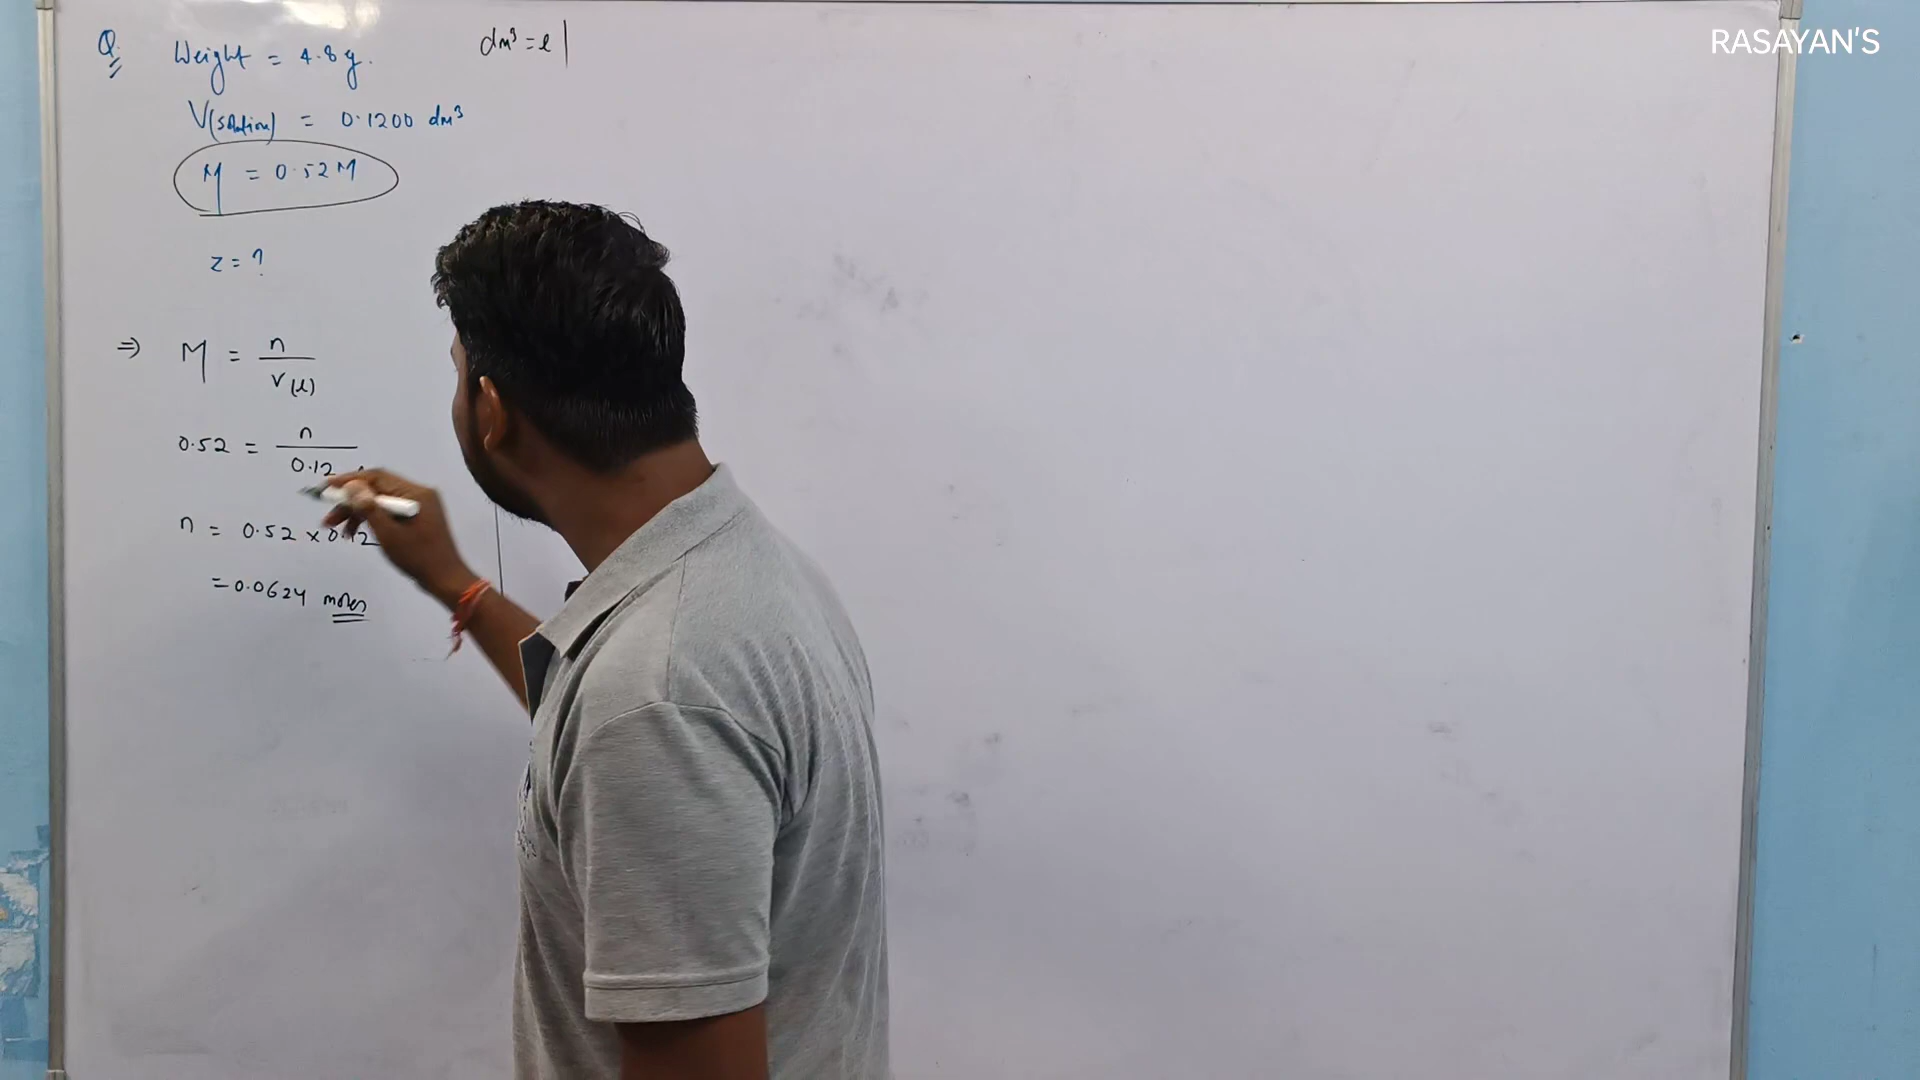 RASAYAN'S
Q. Weight = 4.8 g.
dm³ = l
V(solution) = 0.1200 dm³
M = 0.52 M
z = ?
⇒ M = n / V(l)
0.52 = n / 0.12
n = 0.52 × 0.12
= 0.0624 moles